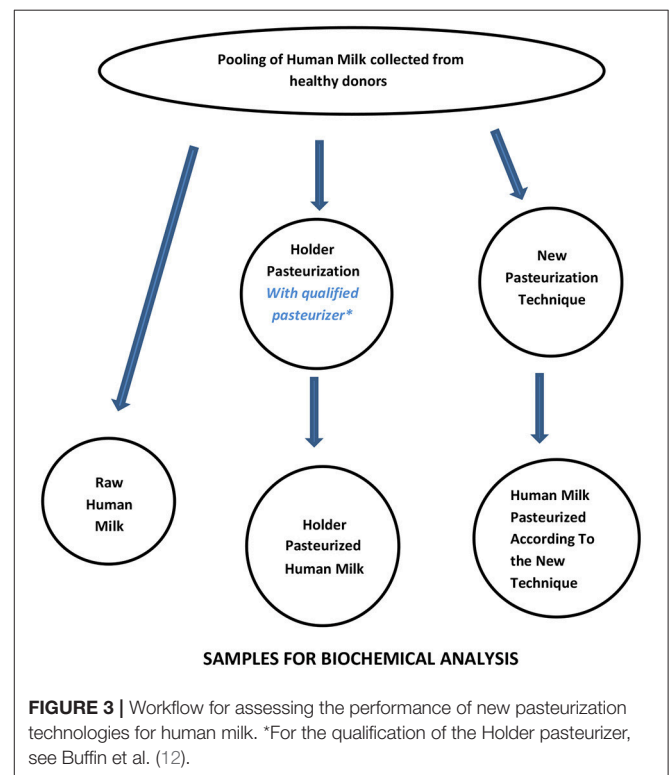 Pooling of Human Milk collected from
healthy donors
Holder
Pasteurization
With qualified
pasteurizer*
New
Pasteurization
Technique
Raw
Human
Milk
Holder
Pasteurized
Human Milk
Human Milk
Pasteurized
According To
the New
Technique
SAMPLES FOR BIOCHEMICAL ANALYSIS
FIGURE 3 | Workflow for assessing the performance of new pasteurization
technologies for human milk. *For the qualification of the Holder pasteurizer,
see Buffin et al. (12).